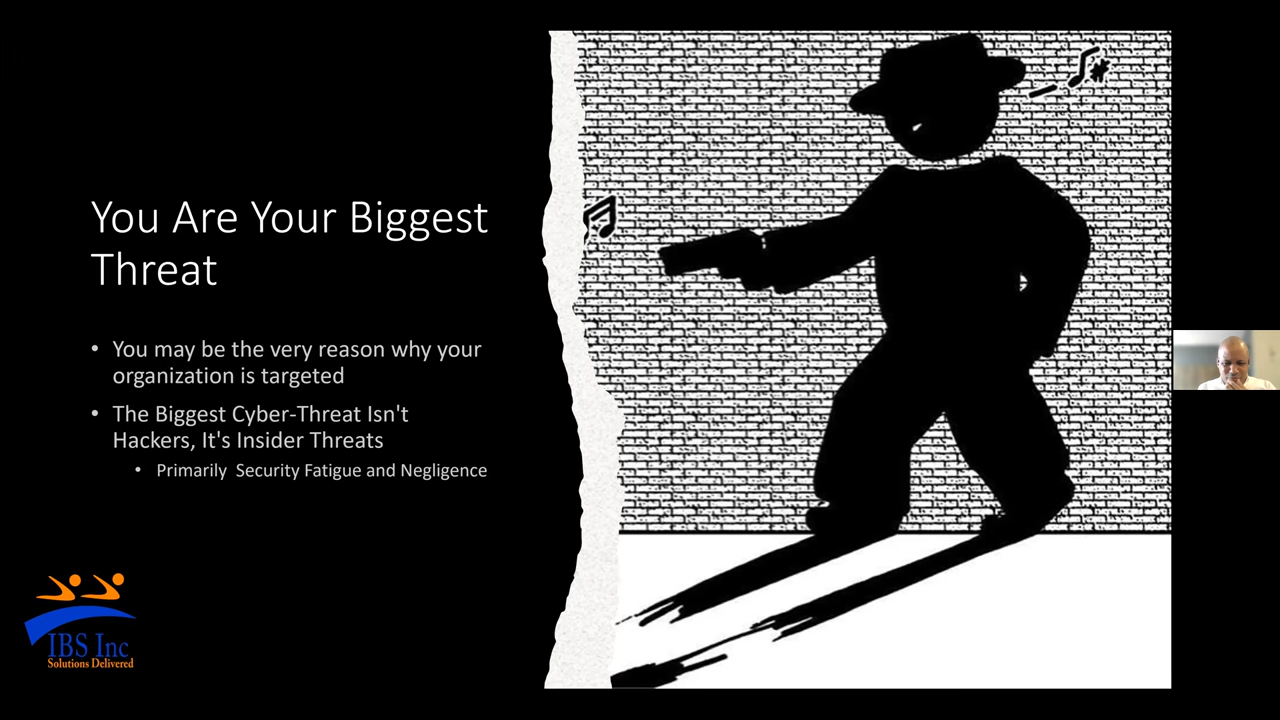 You Are Your Biggest
Threat
• You may be the very reason why your
organization is targeted
• The Biggest Cyber-Threat Isn't
Hackers, It's Insider Threats
• Primarily  Security Fatigue and Negligence
IBS Inc
Solutions Delivered